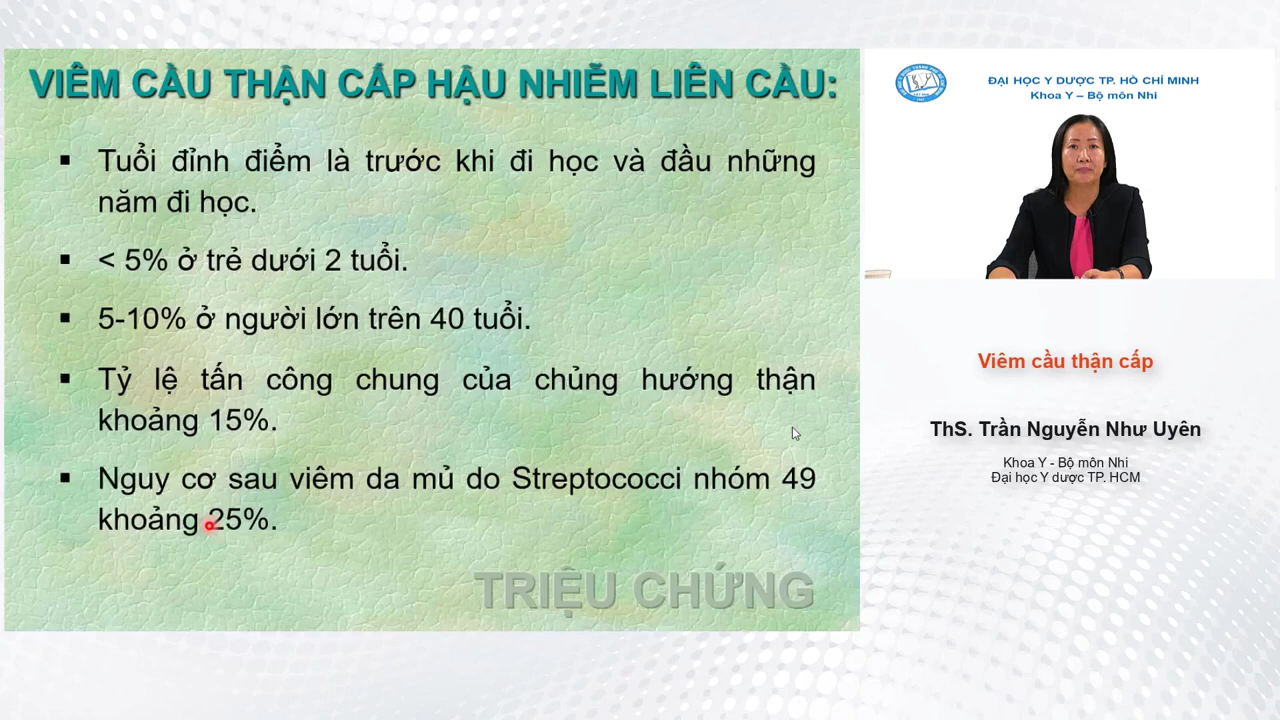 VIÊM CẦU THẬN CẤP HẬU NHIỄM LIÊN CẦU:
▪ Tuổi đỉnh điểm là trước khi đi học và đầu những
năm đi học.
▪ < 5% ở trẻ dưới 2 tuổi.
▪ 5-10% ở người lớn trên 40 tuổi.
▪ Tỷ lệ tấn công chung của chủng hướng thận
khoảng 15%.
▪ Nguy cơ sau viêm da mủ do Streptococci nhóm 49
khoảng 25%.
TRIỆU CHỨNG
ĐẠI HỌC Y DƯỢC TP. HỒ CHÍ MINH
Khoa Y – Bộ môn Nhi
Viêm cầu thận cấp
ThS. Trần Nguyễn Như Uyên
Khoa Y - Bộ môn Nhi
Đại học Y dược TP. HCM